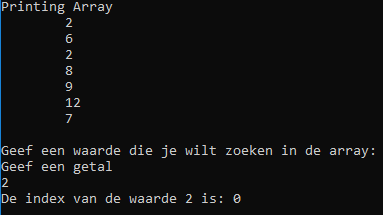 Printing Array
2
6
2
8
9
12
7
Geef een waarde die je wilt zoeken in de array:
Geef een getal
2
De index van de waarde 2 is: 0